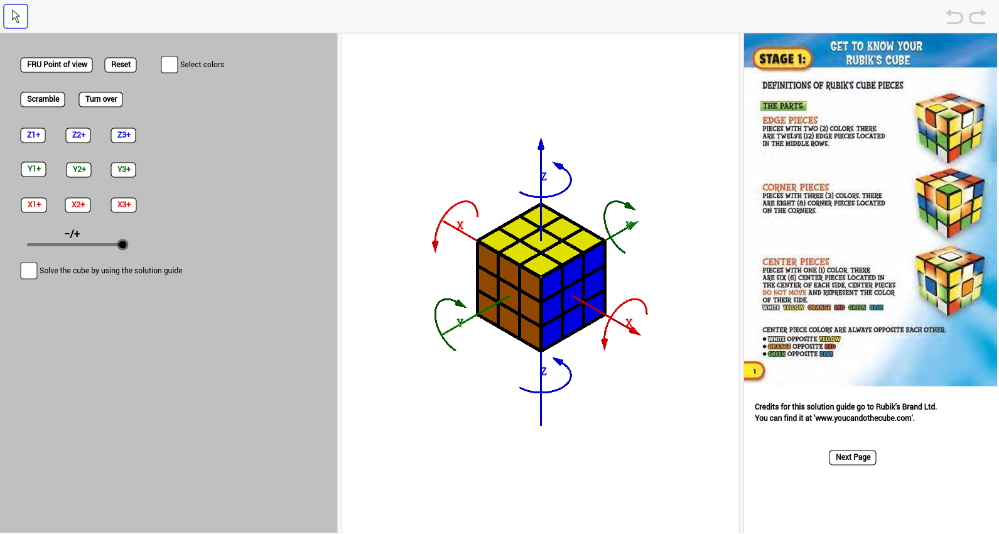 FRU Point of view
Reset
Select colors
Scramble
Turn over
Z1+
Z2+
Z3+
Y1+
Y2+
Y3+
X1+
X2+
X3+
−/+
Solve the cube by using the solution guide
Z
X
Y
Y
X
Z
STAGE 1:
GET TO KNOW YOUR
RUBIK'S CUBE
DEFINITIONS OF RUBIK'S CUBE PIECES
THE PARTS:
EDGE PIECES
PIECES WITH TWO (2) COLORS. THERE
ARE TWELVE (12) EDGE PIECES LOCATED
IN THE MIDDLE ROWS.
CORNER PIECES
PIECES WITH THREE (3) COLORS. THERE
ARE EIGHT (8) CORNER PIECES LOCATED
ON THE CORNERS.
CENTER PIECES
PIECES WITH ONE (1) COLOR. THERE
ARE SIX (6) CENTER PIECES LOCATED IN
THE CENTER OF EACH SIDE. CENTER PIECES
DO NOT MOVE AND REPRESENT THE COLOR
OF THEIR SIDE.
WHITE YELLOW ORANGE RED GREEN BLUE
CENTER PIECE COLORS ARE ALWAYS OPPOSITE EACH OTHER:
• WHITE OPPOSITE YELLOW
• ORANGE OPPOSITE RED
• GREEN OPPOSITE BLUE
1
Credits for this solution guide go to Rubik's Brand Ltd.
You can find it at 'www.youcandothecube.com'.
Next Page